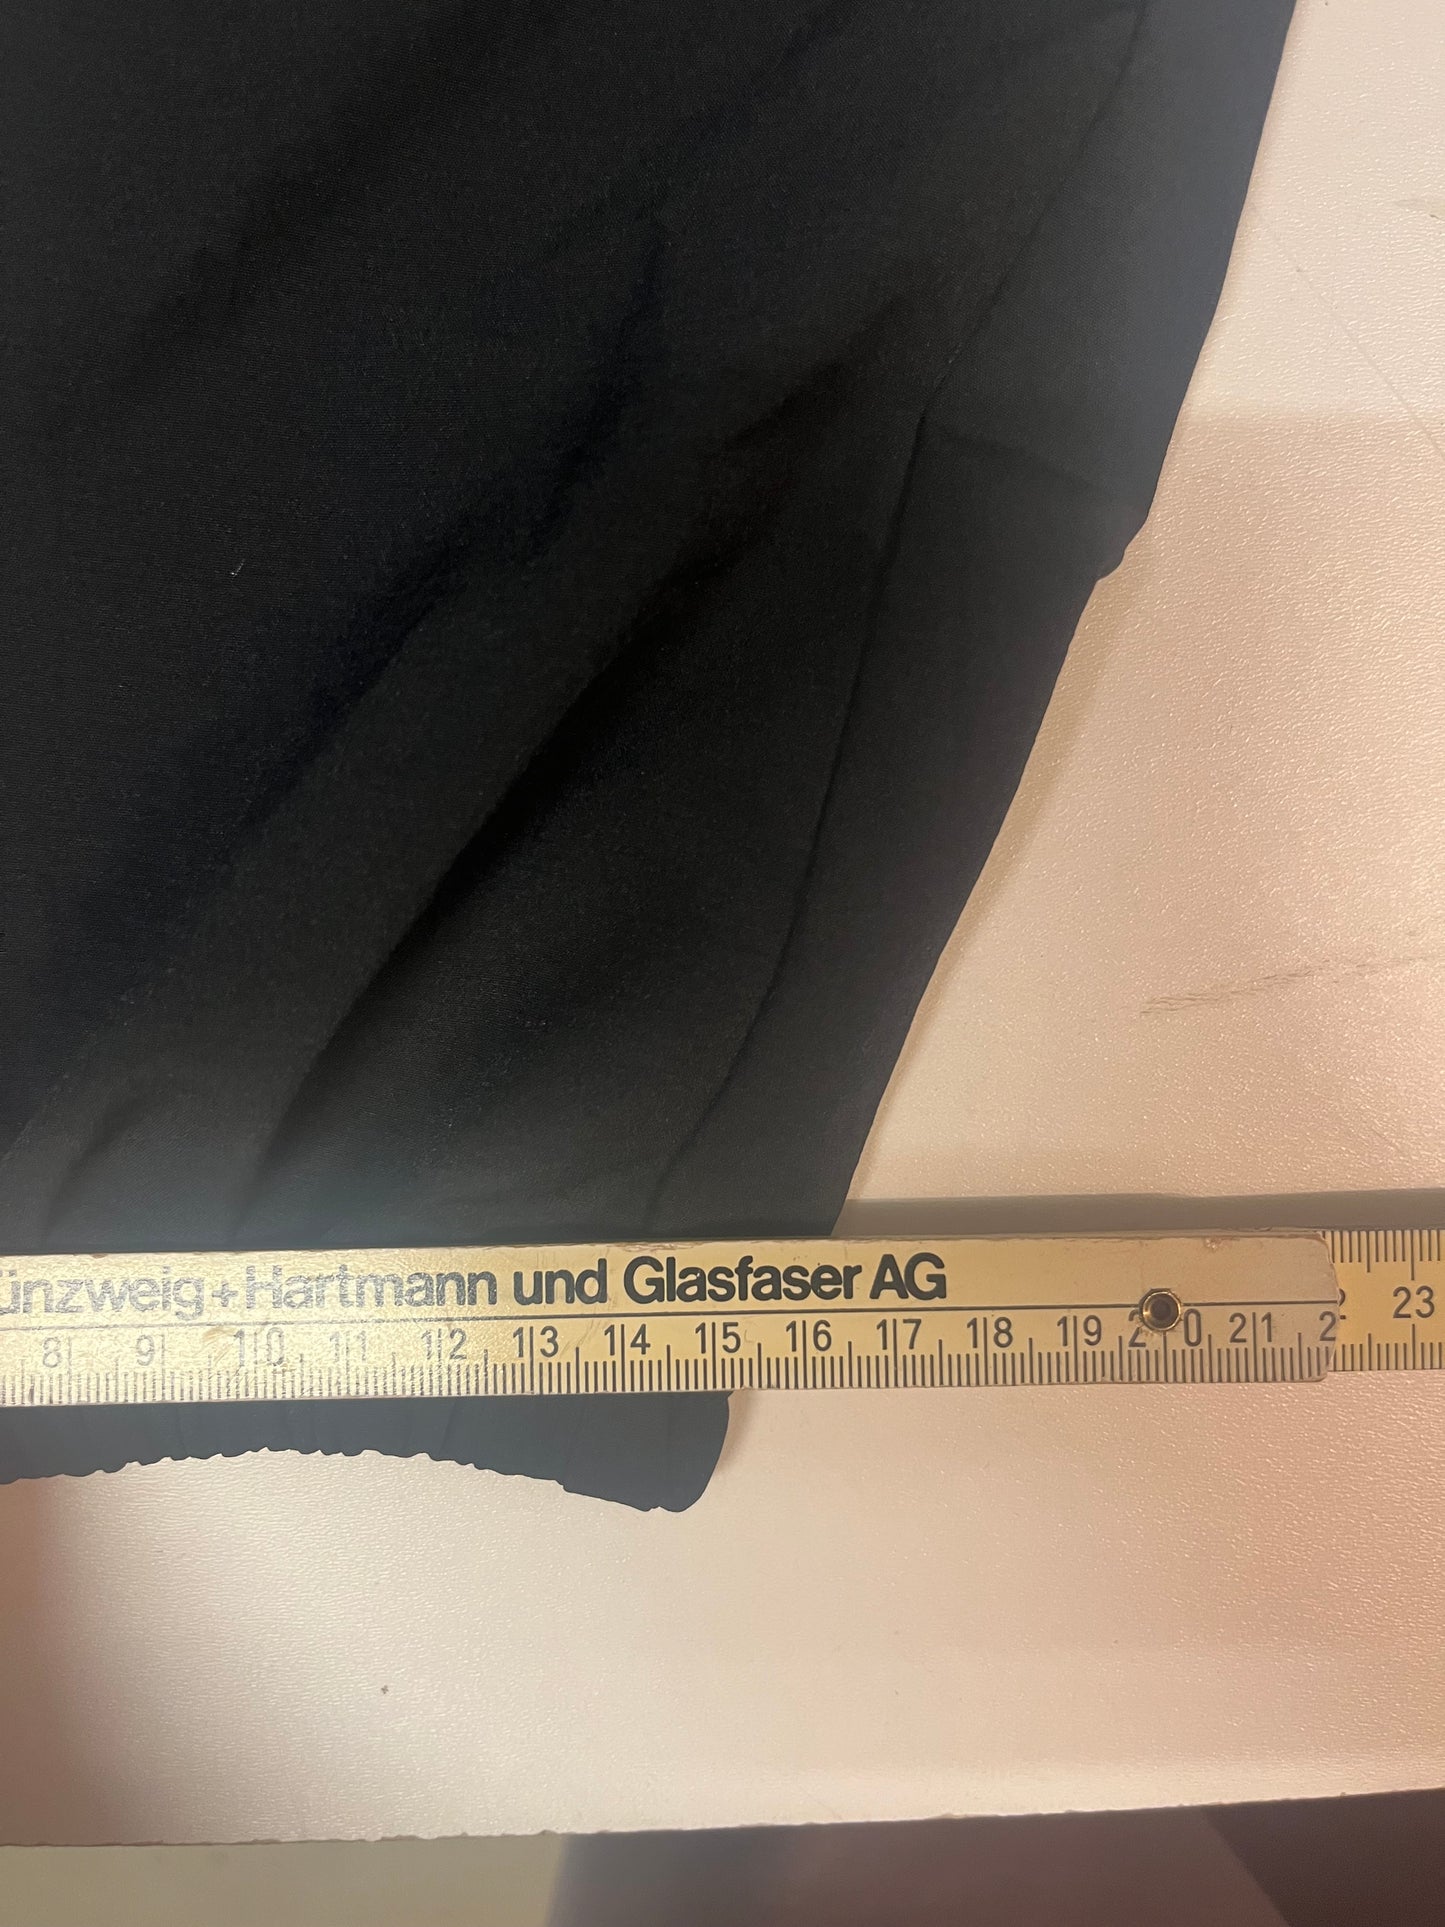 ünzweig+Hartmann und Glasfaser AG
8 9 10 11 12 13 14 15 16 17 18 19 20 21 2 23